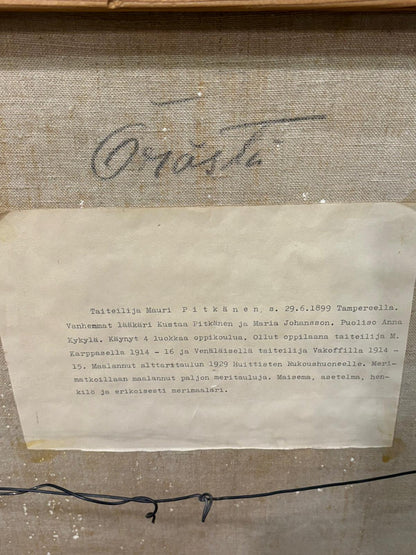 Taiteilija Mauri P i t k ä n e n, s. 29.6.1899 Tampereella.
Vanhemmat lääkäri Kustaa Pitkänen ja Maria Johansson. Puoliso Anna
Kykylä. Käynyt 4 luokkaa oppikoulua, Ollut oppilaana taiteilija M.
Karppasella 1914 - 16 ja Venäläisellä taiteilija Vakoffilla 1914 -
15. Maalannut alttaritaulun 1929 Huittisten Rukoushuoneelle. Meri-
matkoillaan maalannut paljon meritauluja. Maisema, asetelma, hen-
kilö ja erikoisesti merimaalari.